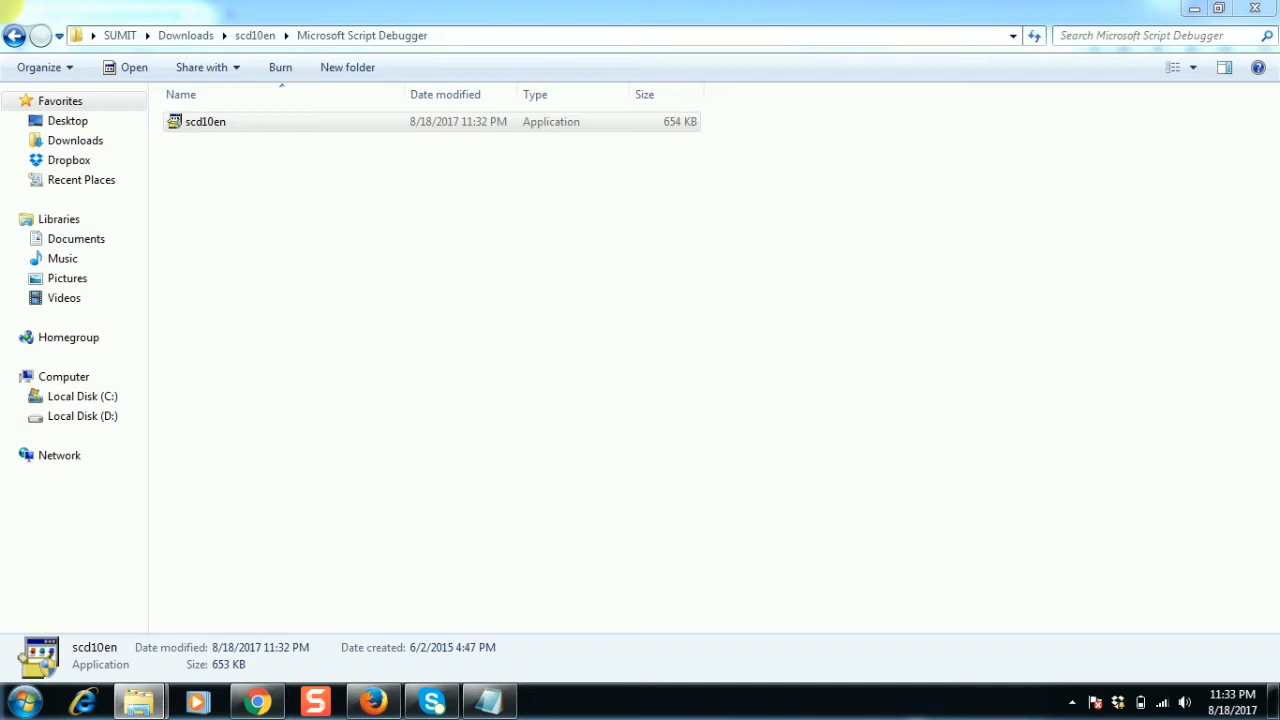 SUMIT Downloads scd10en Microsoft Script Debugger Search Microsoft Script Debugger
Organize Open Share with Burn New folder
Name Date modified Type Size
scd10en 8/18/2017 11:32 PM Application 654 KB
Favorites
Desktop
Downloads
Dropbox
Recent Places
Libraries
Documents
Music
Pictures
Videos
Homegroup
Computer
Local Disk (C:)
Local Disk (D:)
Network
scd10en Date modified: 8/18/2017 11:32 PM Date created: 6/2/2015 4:47 PM
Application Size: 653 KB
11:33 PM
8/18/2017